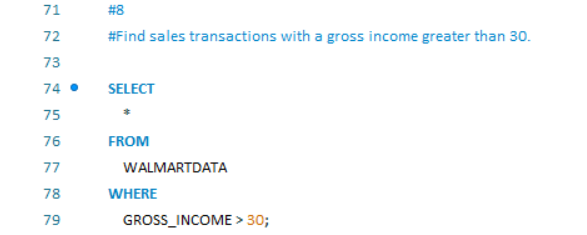 71 #8
72 #Find sales transactions with a gross income greater than 30.
73
74 SELECT
75 *
76 FROM
77 WALMARTDATA
78 WHERE
79 GROSS_INCOME > 30;